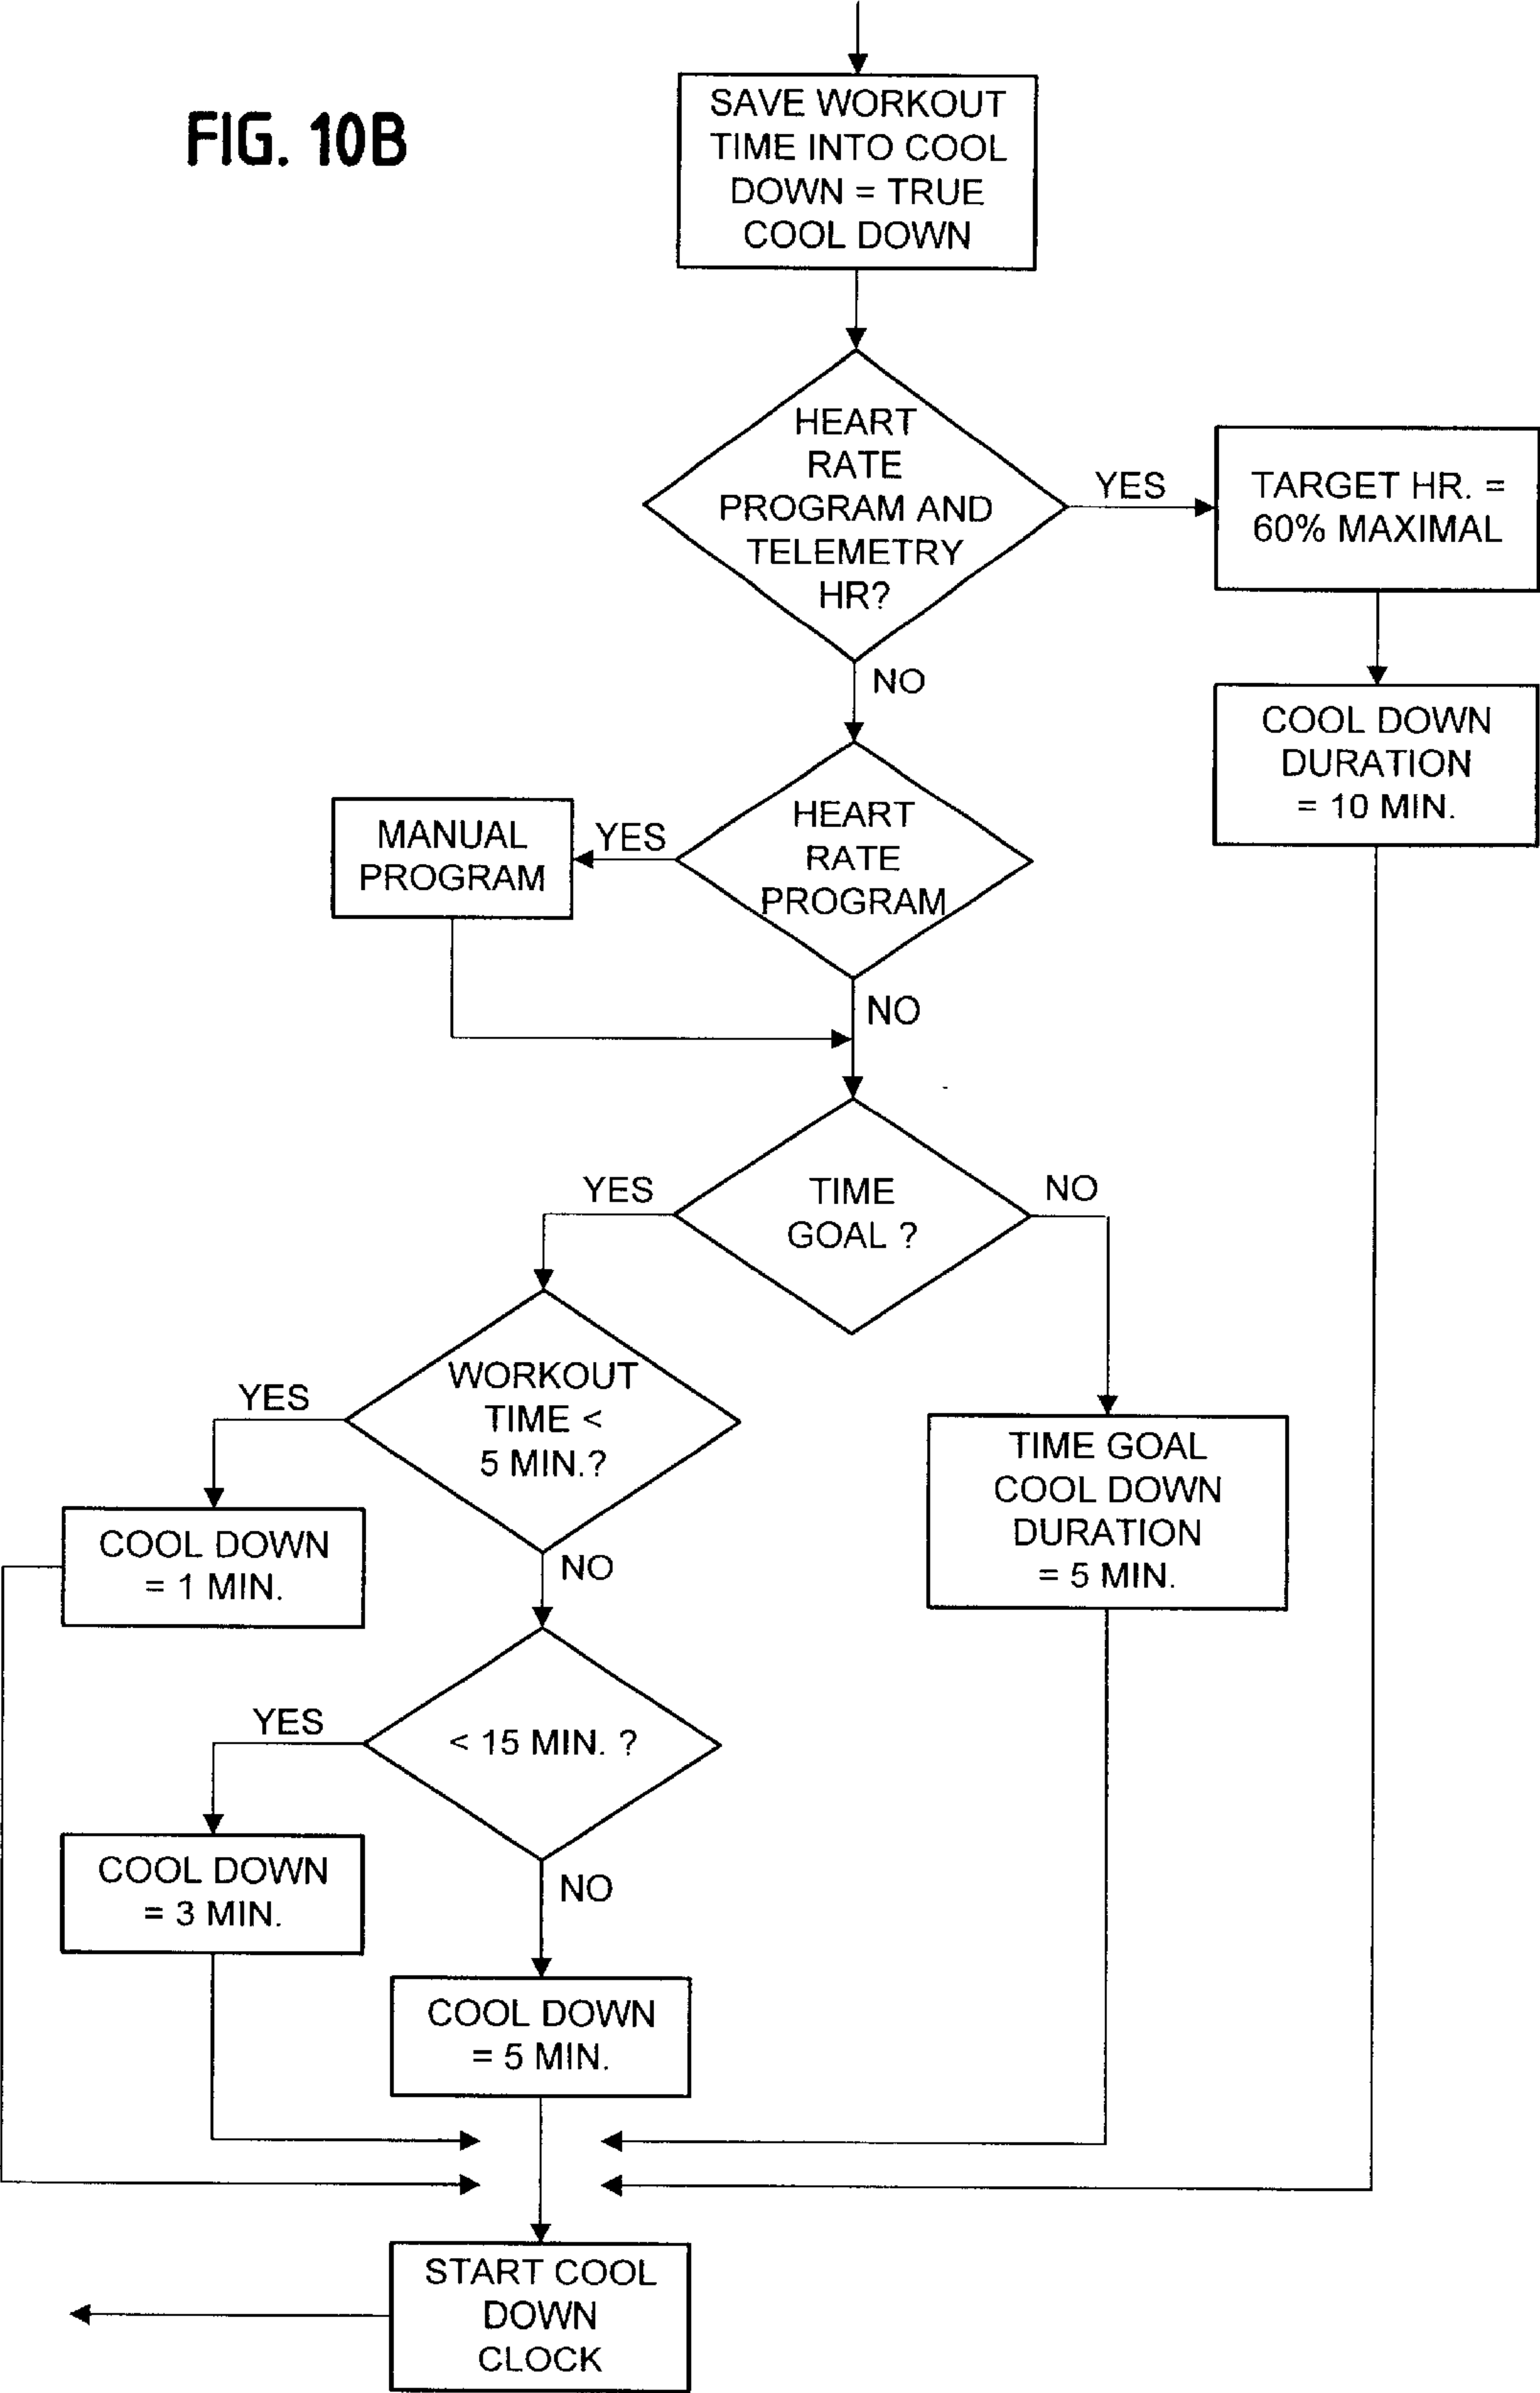 FIG. 10B
SAVE WORKOUT
TIME INTO COOL
DOWN = TRUE
COOL DOWN
HEART
RATE
PROGRAM AND
TELEMETRY
HR?
YES
TARGET HR. =
60% MAXIMAL
NO
COOL DOWN
DURATION
= 10 MIN.
HEART
RATE
PROGRAM
YES
MANUAL
PROGRAM
NO
TIME
GOAL ?
YES
NO
WORKOUT
TIME <
5 MIN.?
YES
TIME GOAL
COOL DOWN
DURATION
= 5 MIN.
COOL DOWN
= 1 MIN.
NO
< 15 MIN. ?
YES
COOL DOWN
= 3 MIN.
NO
COOL DOWN
= 5 MIN.
START COOL
DOWN
CLOCK